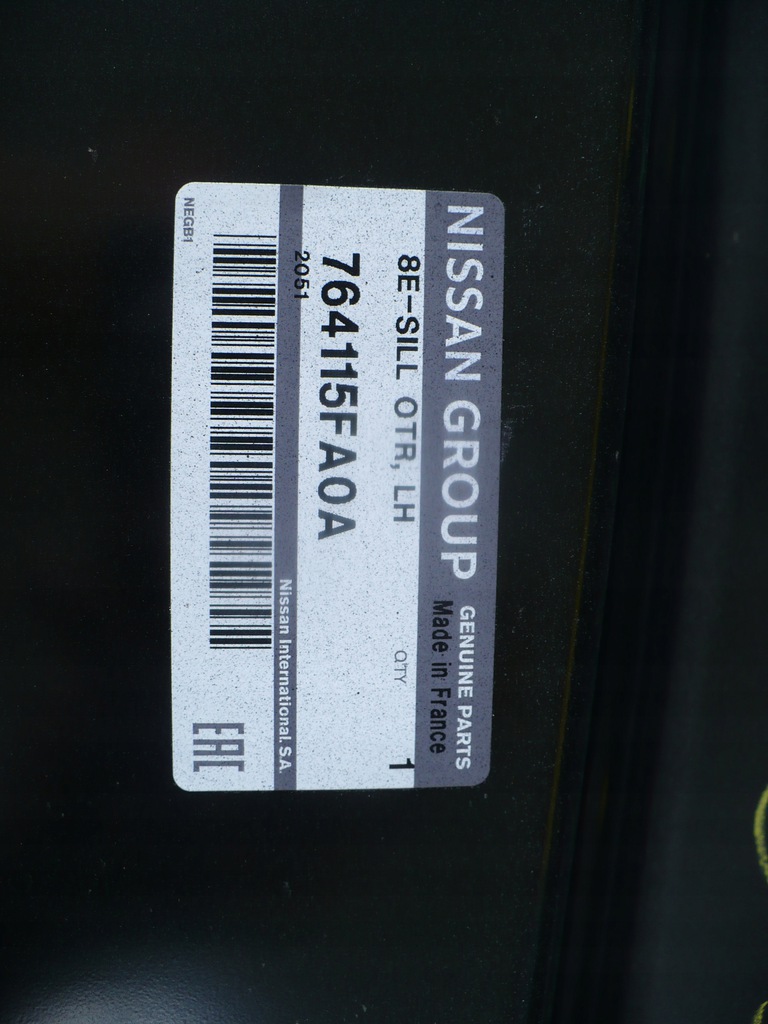 NISSAN GROUP GENUINE PARTS
Made in France
8E-SILL OTR, LH QTY 1
764115FA0A
2051
Nissan International. S.A.
NEGB1
EAC